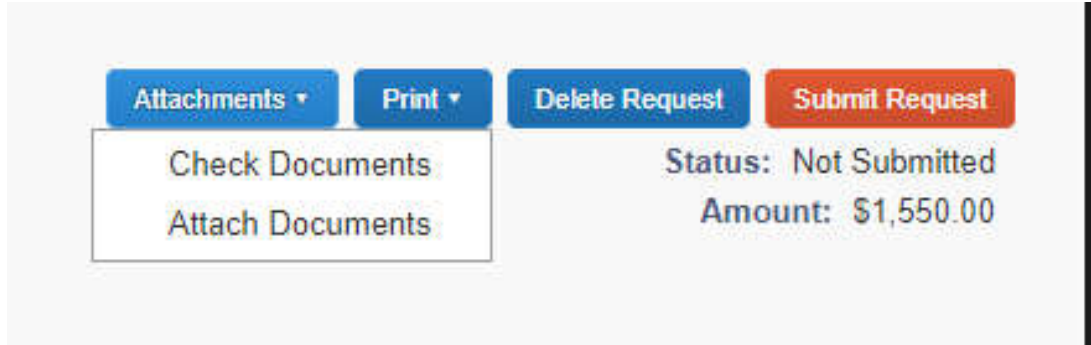 Attachments Print Delete Request Submit Request
Check Documents Status: Not Submitted
Attach Documents Amount: $1,550.00